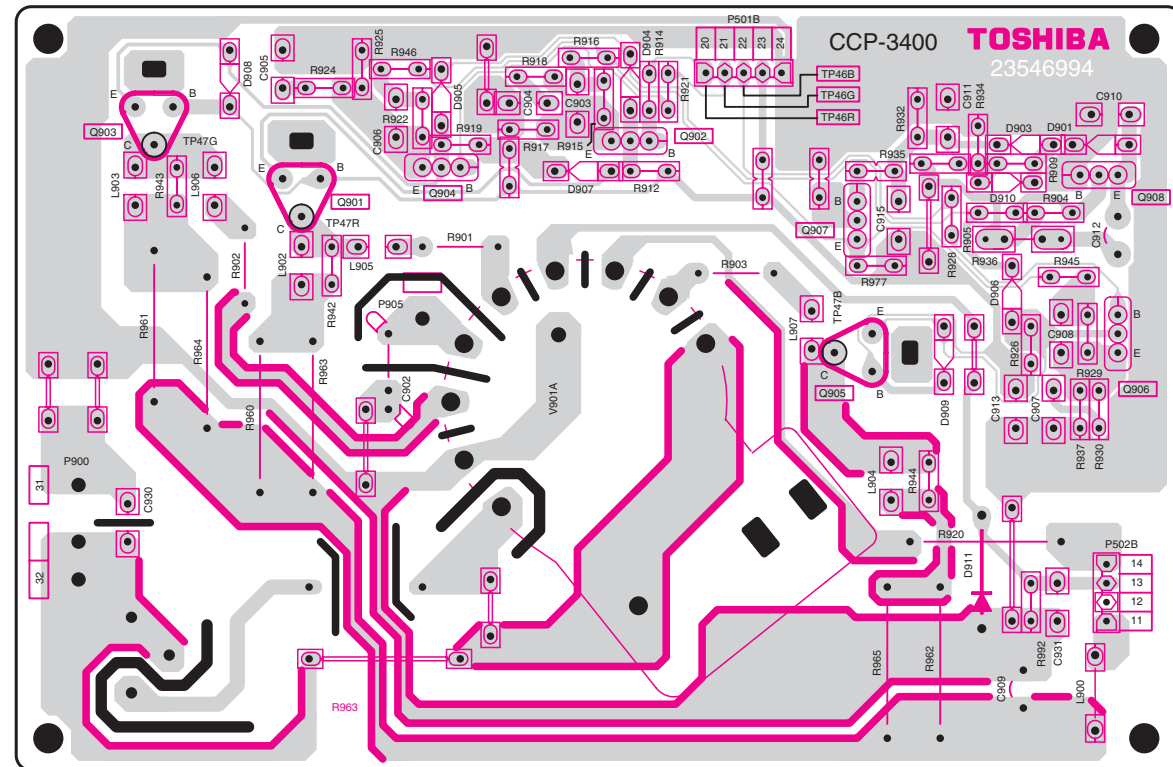 P501B
20 21 22 23 24
CCP-3400
TOSHIBA
23546994
TP46B
TP46G
TP46R
D908
C905
R925
R946
R924
D905
R918
R916
D904
R914
R921
C904
C903
C906
R922
R919
R917
R915
Q902
E B
D907
R912
E B
Q904
E B
Q903
C
TP47G
L903
R943
L906
E B
Q901
C
TP47R
L902
R942
L905
R902
R901
P905
R903
R961
R964
R963
R960
C902
V901A
R932
C911
R934
D903
D901
C910
R935
R909
B
E
Q908
B
E
Q907
C915
R928
R905
D910
R904
R936
C912
R977
R945
D906
C908
R926
B
E
Q906
R929
C913
C907
R937
R930
L907
TP47B
E
C
B
Q905
D909
L904
R944
R920
D911
P502B
14
13
12
11
R992
C931
R965
R962
C909
L900
P900
31
32
C930
R963